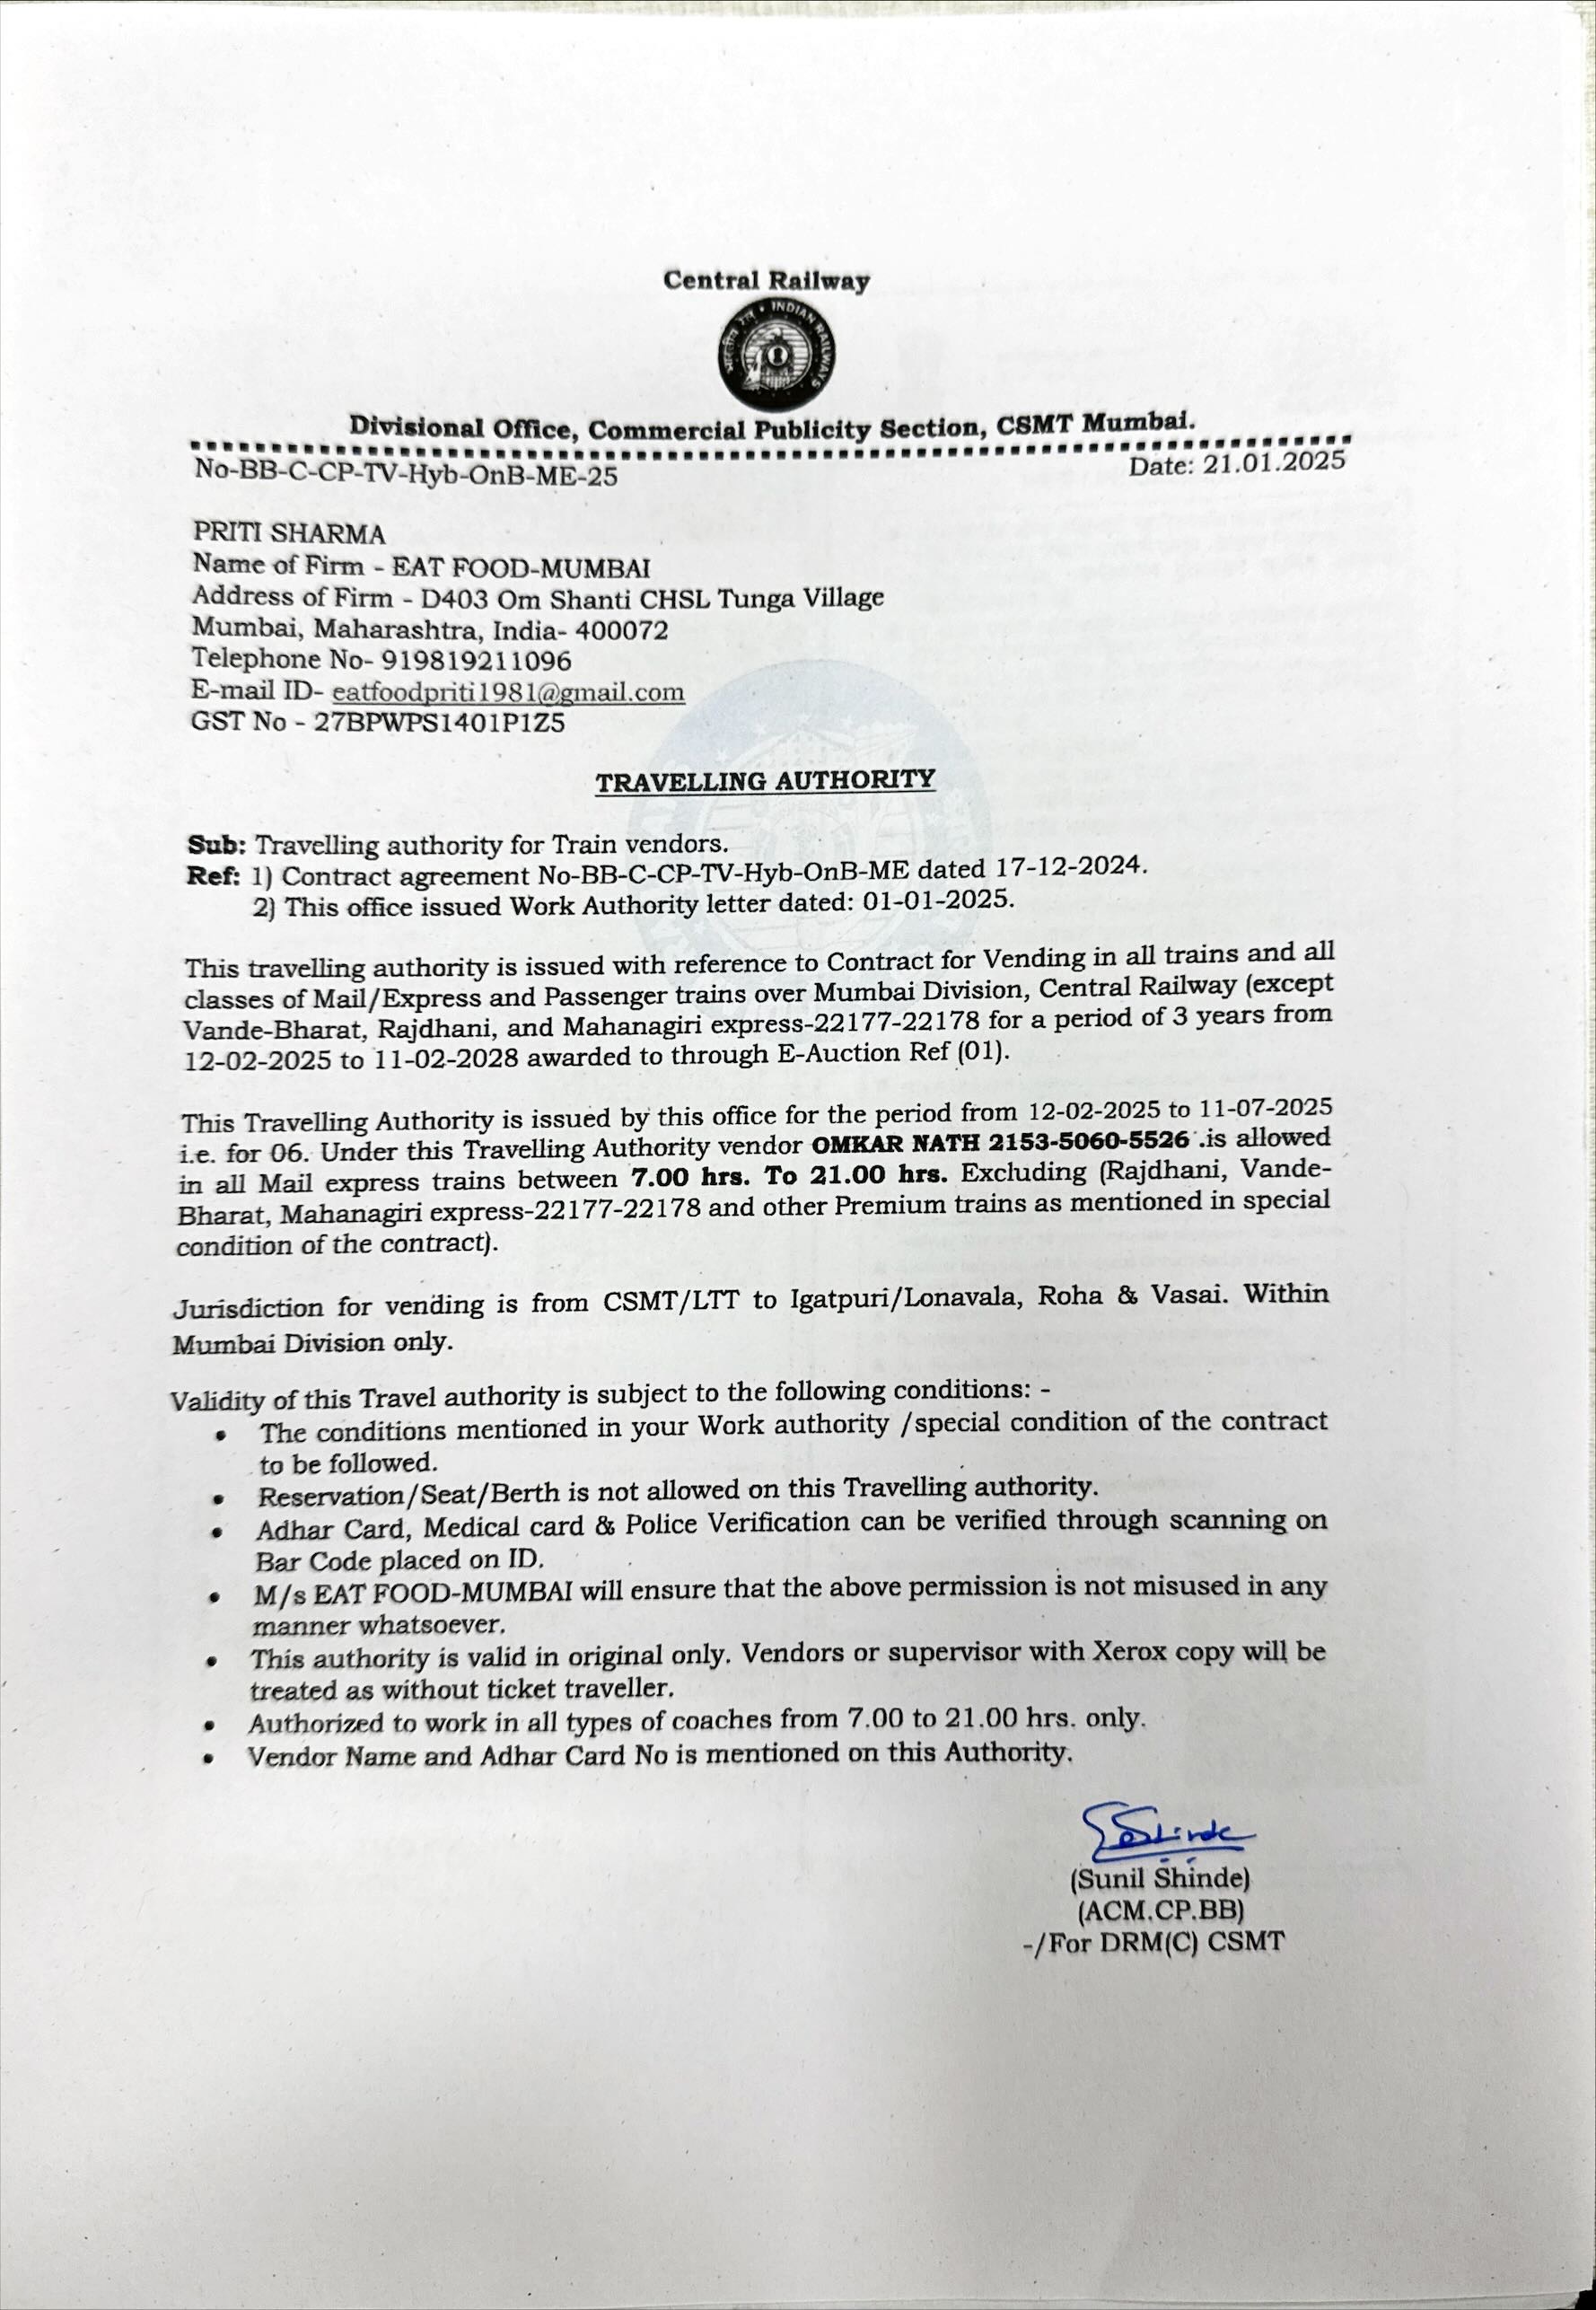 Central Railway
भारतीय रेल • INDIAN RAILWAYS
Divisional Office, Commercial Publicity Section, CSMT Mumbai.
No-BB-C-CP-TV-Hyb-OnB-ME-25 Date: 21.01.2025
PRITI SHARMA
Name of Firm - EAT FOOD-MUMBAI
Address of Firm - D403 Om Shanti CHSL Tunga Village
Mumbai, Maharashtra, India- 400072
Telephone No- 919819211096
E-mail ID- eatfoodpriti1981@gmail.com
GST No - 27BPWPS1401P1Z5
TRAVELLING AUTHORITY
Sub: Travelling authority for Train vendors.
Ref: 1) Contract agreement No-BB-C-CP-TV-Hyb-OnB-ME dated 17-12-2024.
2) This office issued Work Authority letter dated: 01-01-2025.
This travelling authority is issued with reference to Contract for Vending in all trains and all
classes of Mail/Express and Passenger trains over Mumbai Division, Central Railway (except
Vande-Bharat, Rajdhani, and Mahanagiri express-22177-22178 for a period of 3 years from
12-02-2025 to 11-02-2028 awarded to through E-Auction Ref (01).
This Travelling Authority is issued by this office for the period from 12-02-2025 to 11-07-2025
i.e. for 06. Under this Travelling Authority vendor OMKAR NATH 2153-5060-5526 .is allowed
in all Mail express trains between 7.00 hrs. To 21.00 hrs. Excluding (Rajdhani, Vande-
Bharat, Mahanagiri express-22177-22178 and other Premium trains as mentioned in special
condition of the contract).
Jurisdiction for vending is from CSMT/LTT to Igatpuri/Lonavala, Roha & Vasai. Within
Mumbai Division only.
Validity of this Travel authority is subject to the following conditions: -
• The conditions mentioned in your Work authority /special condition of the contract
to be followed.
• Reservation/Seat/Berth is not allowed on this Travelling authority.
• Adhar Card, Medical card & Police Verification can be verified through scanning on
Bar Code placed on ID.
• M/s EAT FOOD-MUMBAI will ensure that the above permission is not misused in any
manner whatsoever.
• This authority is valid in original only. Vendors or supervisor with Xerox copy will be
treated as without ticket traveller.
• Authorized to work in all types of coaches from 7.00 to 21.00 hrs. only.
• Vendor Name and Adhar Card No is mentioned on this Authority.
(Sunil Shinde)
(ACM.CP.BB)
-/For DRM(C) CSMT